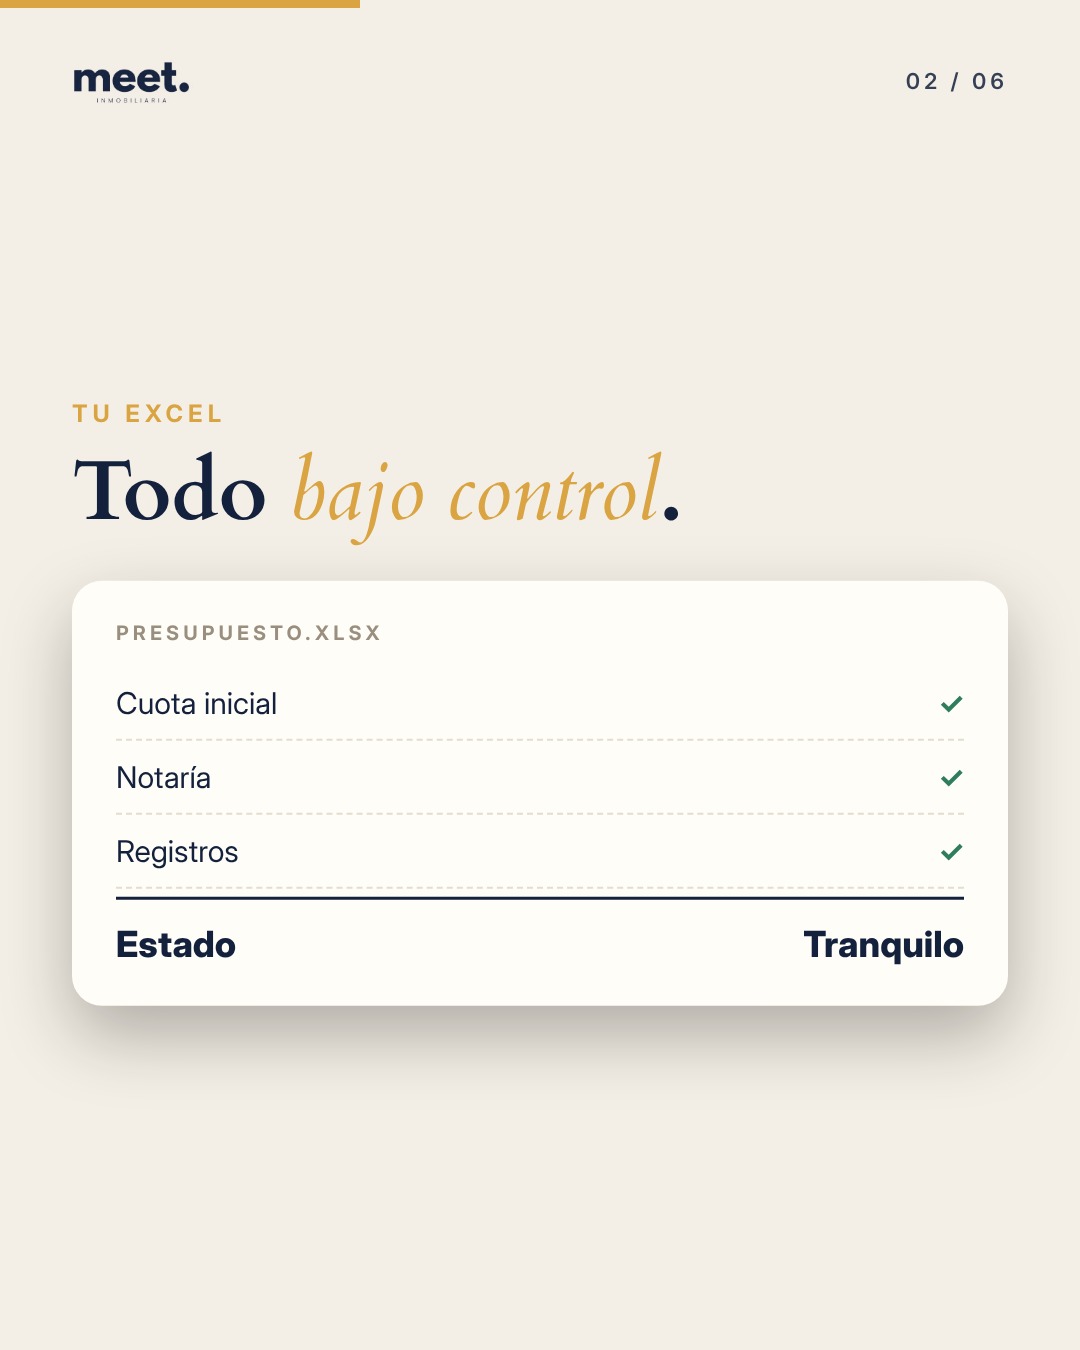 meet.
INMOBILIARIA
02 / 06
TU EXCEL
Todo bajo control.
PRESUPUESTO.XLSX
Cuota inicial
Notaría
Registros
Estado Tranquilo